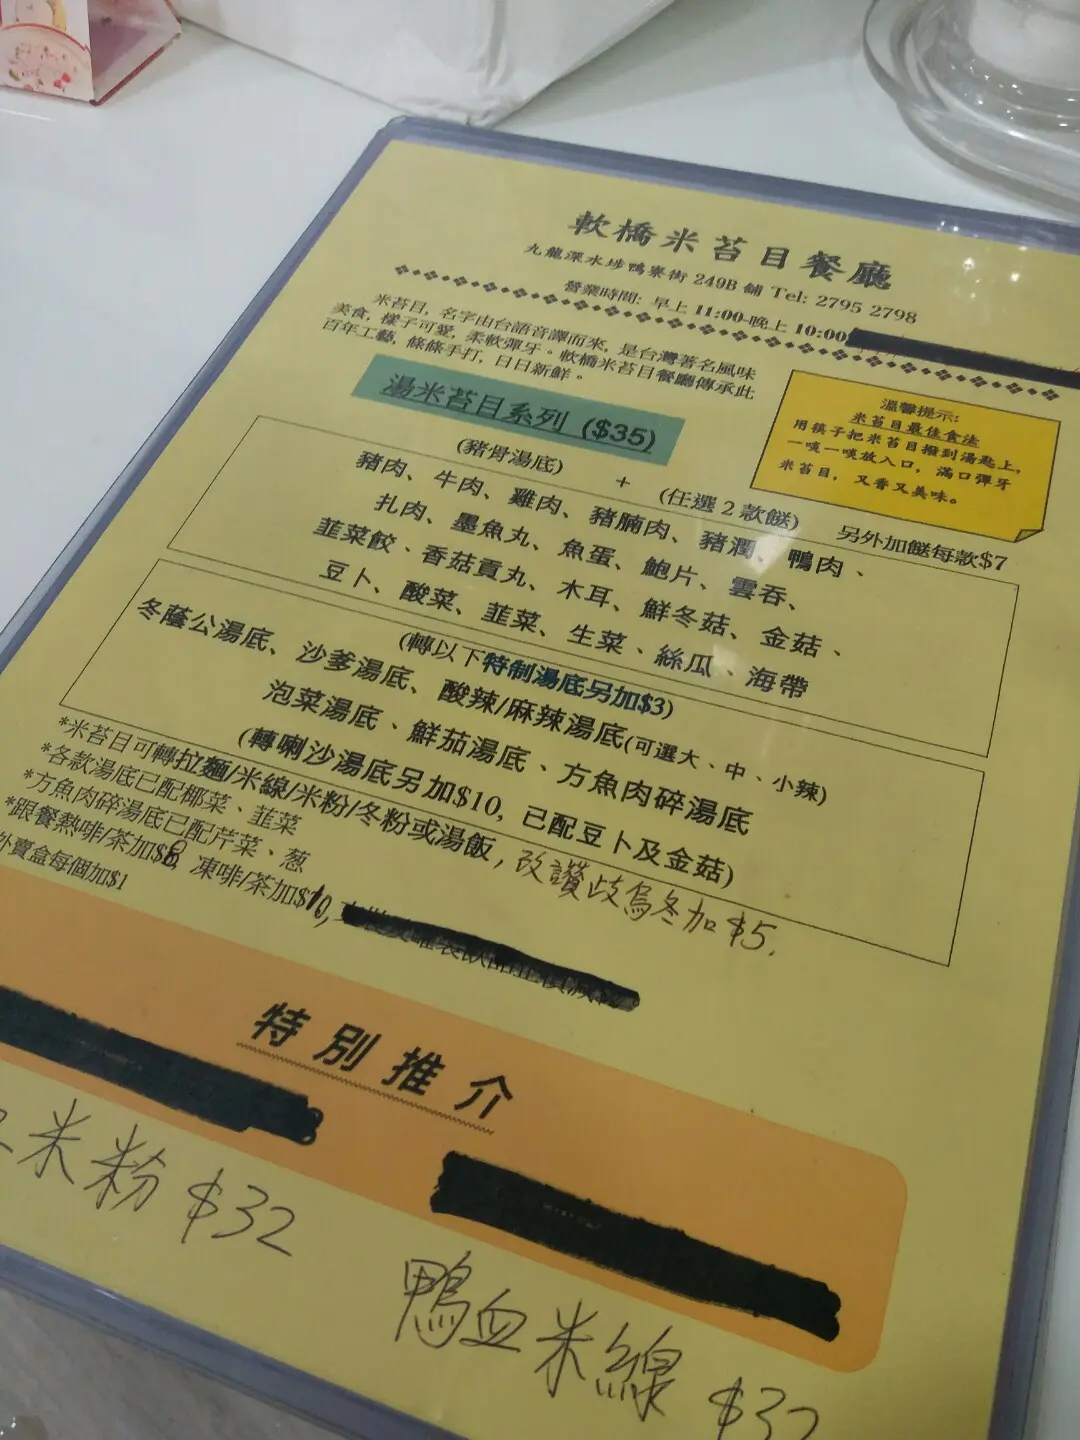 軟橋米苔目餐廳
九龍深水埗鴨寮街 249B 舖 Tel: 2795 2798
營業時間: 早上 11:00-晚上 10:00
米苔目, 名字由台語音譯而來, 是台灣著名風味
美食, 樣子可愛, 柔軟彈牙。軟橋米苔目餐廳傳承此
百年工藝, 條條手打, 日日新鮮。
溫馨提示:
米苔目最佳食法
用筷子把米苔目撥到湯匙上,
一啖一啖放入口, 滿口彈牙
米苔目, 又香又美味。
湯米苔目系列 ($35)
(豬骨湯底) + (任選 2 款餸) 另外加餸每款$7
豬肉、牛肉、雞肉、豬腩肉、豬潤、鴨肉、
扎肉、墨魚丸、魚蛋、鮑片、雲吞、
韮菜餃、香菇貢丸、木耳、鮮冬菇、金菇、
豆卜、酸菜、韮菜、生菜、絲瓜、海帶
(轉以下特制湯底另加$3)
冬蔭公湯底、沙爹湯底、酸辣/麻辣湯底(可選大、中、小辣)
泡菜湯底、鮮茄湯底、方魚肉碎湯底
(轉喇沙湯底另加$10, 已配豆卜及金菇)
*米苔目可轉拉麵/米線/米粉/冬粉或湯飯, 改讚歧烏冬加 $5.
*各款湯底已配椰菜、韮菜
*方魚肉碎湯底已配芹菜、葱
*跟餐熱啡/茶加$8, 凍啡/茶加$10,
外賣盒每個加$1
特別推介
米粉 $32
鴨血米線 $32